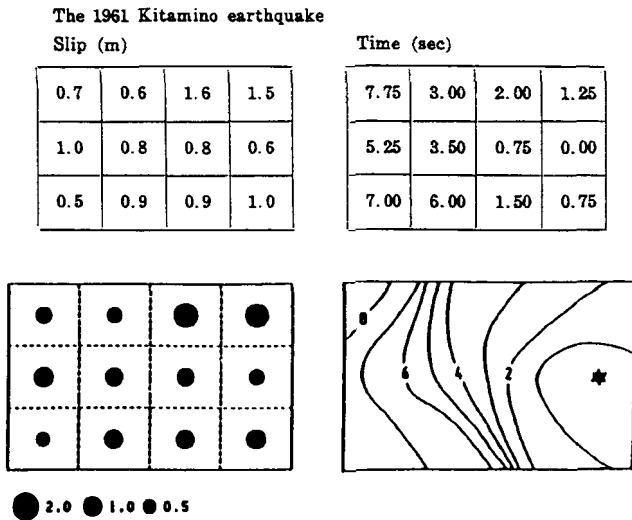 The 1961 Kitamino earthquake
Slip (m)
Time (sec)
0.7 0.6 1.6 1.5
7.75 3.00 2.00 1.25
1.0 0.8 0.8 0.6
5.25 3.50 0.75 0.00
0.5 0.9 0.9 1.0
7.00 6.00 1.50 0.75
8
6 4 2
2.0 1.0 0.5